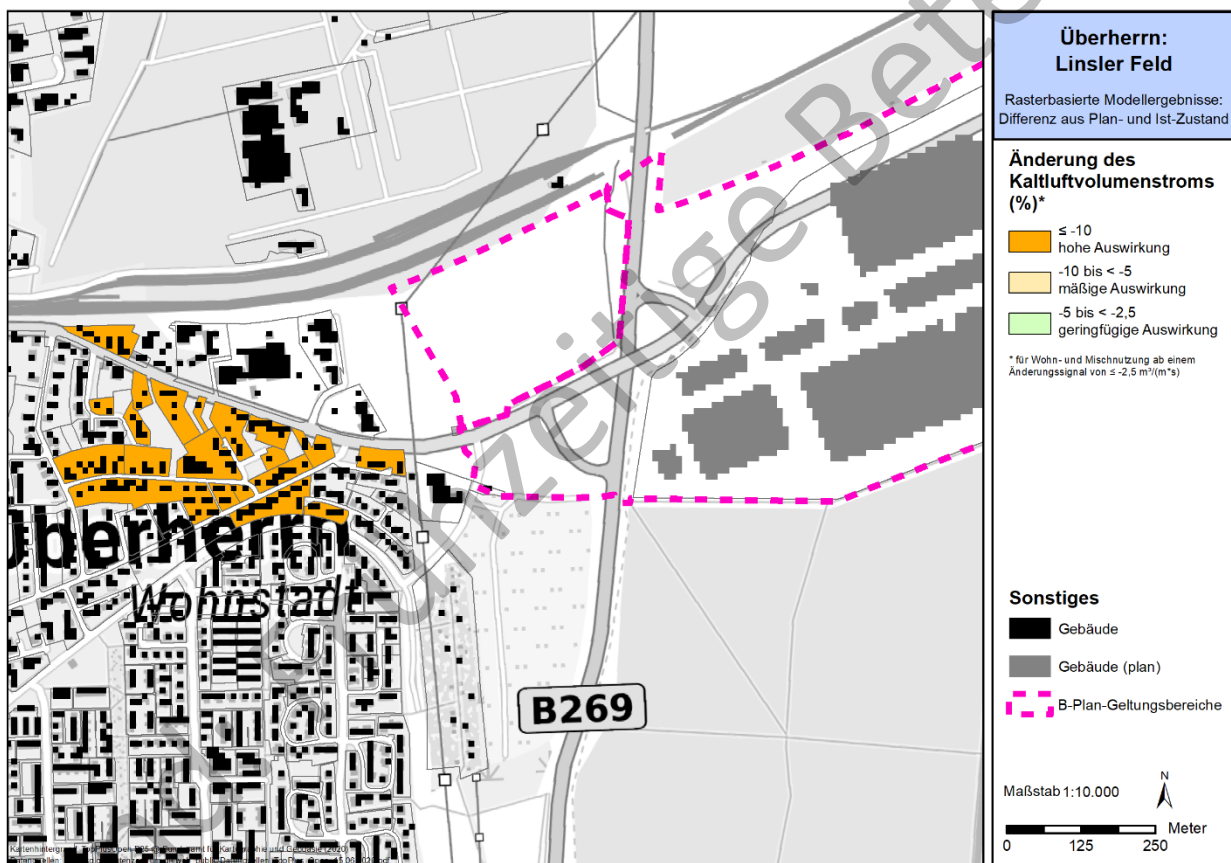 Überherrn:
Linsler Feld
Rasterbasierte Modellergebnisse:
Differenz aus Plan- und Ist-Zustand
Änderung des
Kaltluftvolumenstroms
(%)*
≤ -10
hohe Auswirkung
-10 bis < -5
mäßige Auswirkung
-5 bis < -2,5
geringfügige Auswirkung
* für Wohn- und Mischnutzung ab einem
Änderungssignal von ≤ -2,5 m³/(m*s)
Sonstiges
Gebäude
Gebäude (plan)
B-Plan-Geltungsbereiche
Maßstab 1:10.000
N
Meter
0 125 250
Überherrn
Wohnstadt
B269
frühzeitige Bete